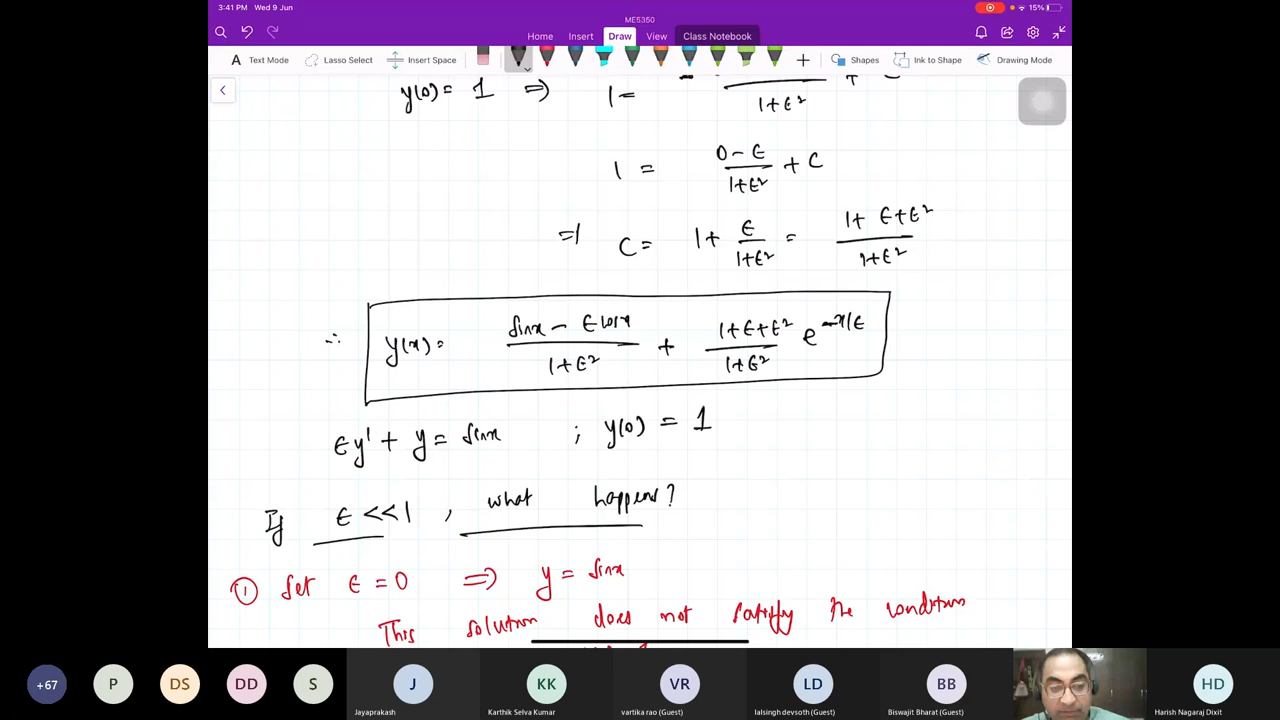 3:41 PM Wed 9 Jun
15%
ME5350
Home Insert Draw View Class Notebook
Text Mode Lasso Select Insert Space Shapes Ink to Shape Drawing Mode
y(0) = 1 ⇒ 1 = / 1+ϵ² +
1 = (0-ϵ)/(1+ϵ²) + C
⇒ C = 1+ ϵ/(1+ϵ²) = (1+ϵ+ϵ²)/(1+ϵ²)
∴ y(x) = (sinx - ϵcosx)/(1+ϵ²) + (1+ϵ+ϵ²)/(1+ϵ²) e^(-x/ϵ)
ϵy' + y = sinx ; y(0) = 1
If ϵ <<1 , what happens?
① Set ϵ = 0 ⇒ y = sinx
This solution does not satisfy the condition
+67 P DS DD S J KK VR LD BB HD
Jayaprakash Karthik Selva Kumar vartika rao (Guest) lalsingh devsoth (Guest) Biswajit Bharat (Guest) Harish Nagaraj Dixit